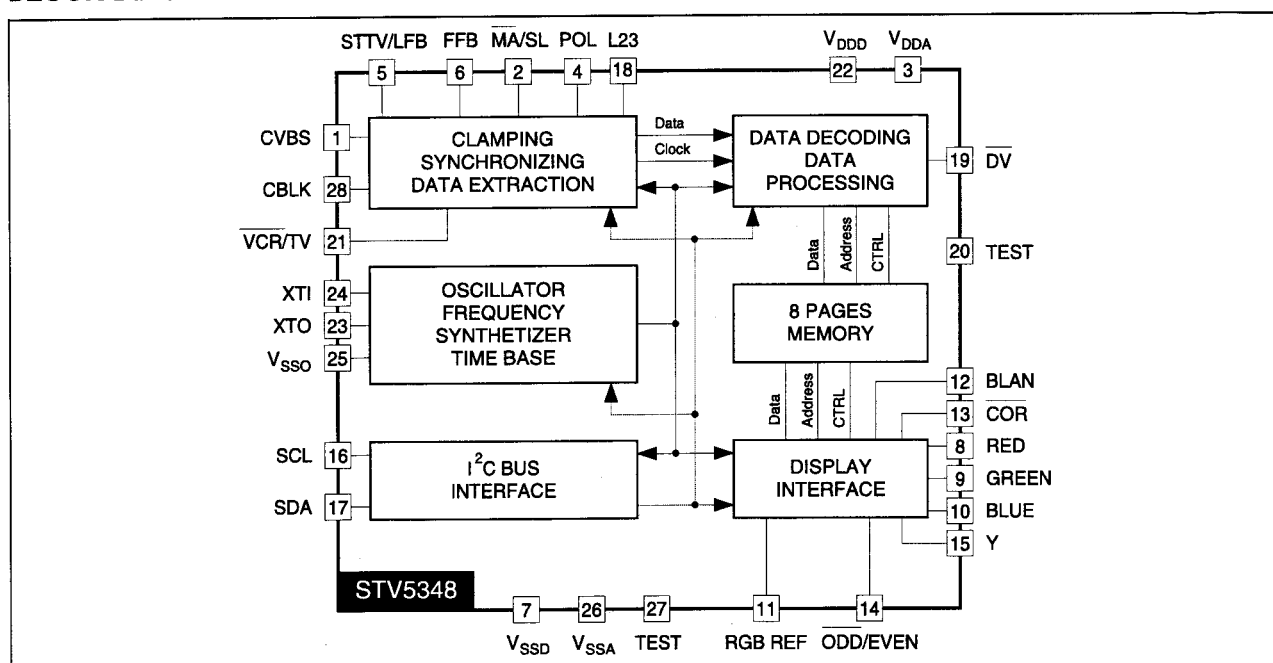 STTV/LFB FFB MA/SL POL L23 VDDD VDDA
5 6 2 4 18 22 3
CVBS 1
CLAMPING
SYNCHRONIZING
DATA EXTRACTION
Data
Clock
DATA DECODING
DATA
PROCESSING
19 DV
CBLK 28
VCR/TV 21
Data Address CTRL
20 TEST
XTI 24
XTO 23
VSSO 25
OSCILLATOR
FREQUENCY
SYNTHETIZER
TIME BASE
8 PAGES
MEMORY
Data Address CTRL
12 BLAN
13 COR
8 RED
9 GREEN
10 BLUE
15 Y
SCL 16
SDA 17
I2C BUS
INTERFACE
DISPLAY
INTERFACE
STV5348
7 26 27 11 14
VSSD VSSA TEST RGB REF ODD/EVEN